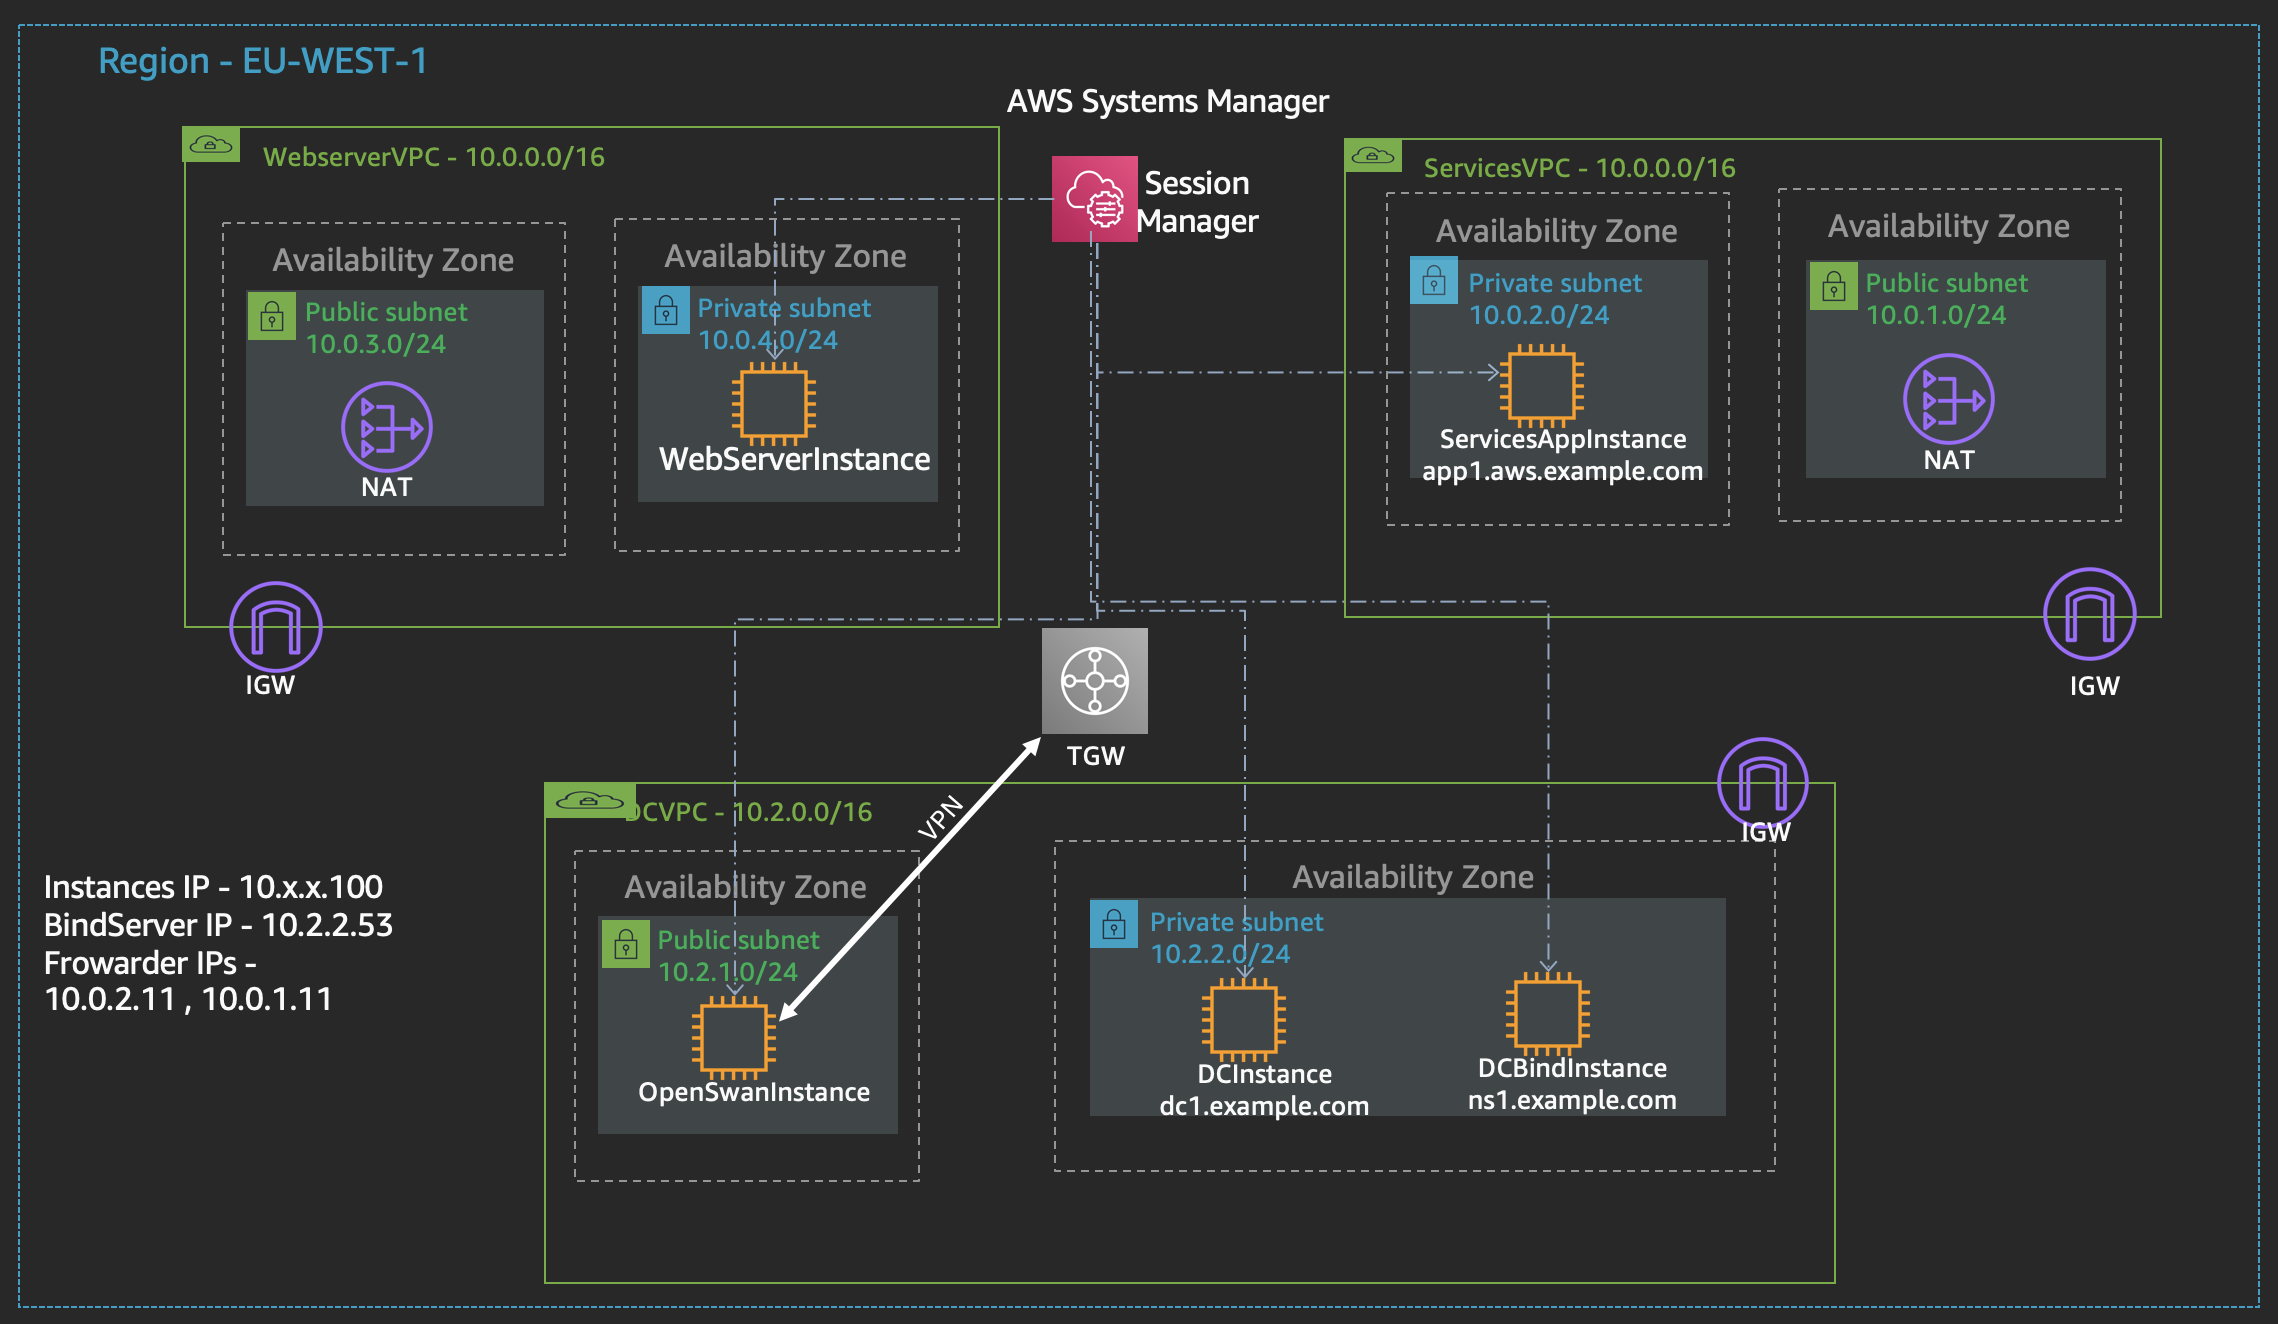 Region - EU-WEST-1
AWS Systems Manager
Session
Manager
WebserverVPC - 10.0.0.0/16
Availability Zone
Public subnet
10.0.3.0/24
NAT
Availability Zone
Private subnet
10.0.4.0/24
WebServerInstance
IGW
ServicesVPC - 10.0.0.0/16
Availability Zone
Private subnet
10.0.2.0/24
ServicesAppInstance
app1.aws.example.com
Availability Zone
Public subnet
10.0.1.0/24
NAT
IGW
TGW
VPN
IGW
DCVPC - 10.2.0.0/16
Availability Zone
Public subnet
10.2.1.0/24
OpenSwanInstance
Availability Zone
Private subnet
10.2.2.0/24
DCInstance
dc1.example.com
DCBindInstance
ns1.example.com
Instances IP - 10.x.x.100
BindServer IP - 10.2.2.53
Frowarder IPs -
10.0.2.11 , 10.0.1.11